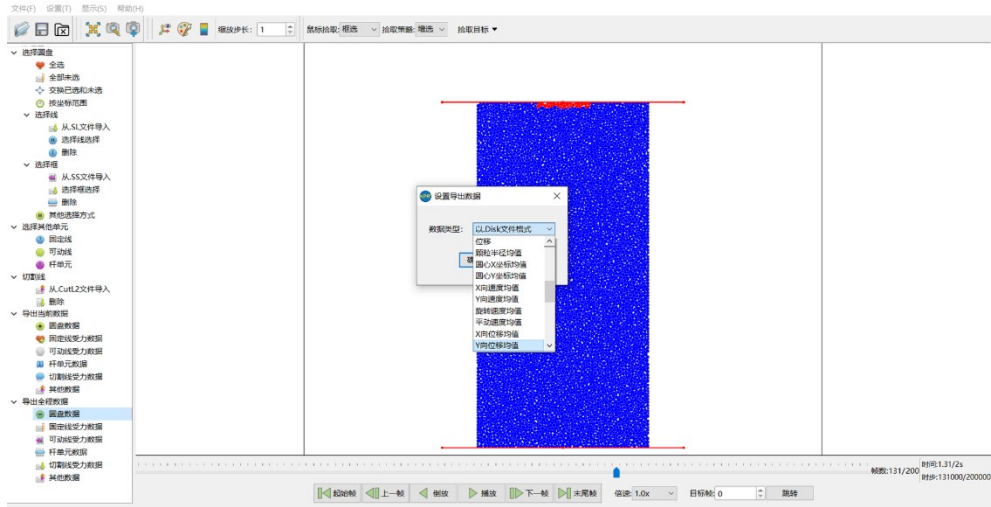 文件(F) 设置(T) 显示(S) 帮助(H)
缩放步长: 1 鼠标拾取: 框选 拾取策略: 增选 拾取目标
选择圆盘
全选
全部未选
交换已选和未选
按坐标范围
选择线
从.SL文件导入
选择线选择
删除
选择框
从.SS文件导入
选择框选择
删除
其他选择方式
选择其他单元
固定线
可动线
杆单元
切割线
从.CutL2文件导入
删除
导出当前数据
圆盘数据
固定线受力数据
可动线受力数据
杆单元数据
切割线受力数据
其他数据
导出全程数据
圆盘数据
固定线受力数据
可动线受力数据
杆单元数据
切割线受力数据
其他数据
设置导出数据
数据类型: 以.Disk文件格式
位移
颗粒半径均值
圆心X坐标均值
圆心Y坐标均值
X向速度均值
Y向速度均值
旋转速度均值
平动速度均值
X向位移均值
Y向位移均值
帧数:131/200
时间:1.31/2s
时步:131000/200000
起始帧 上一帧 倒放 播放 下一帧 末尾帧 倍速: 1.0x 目标帧: 0 跳转